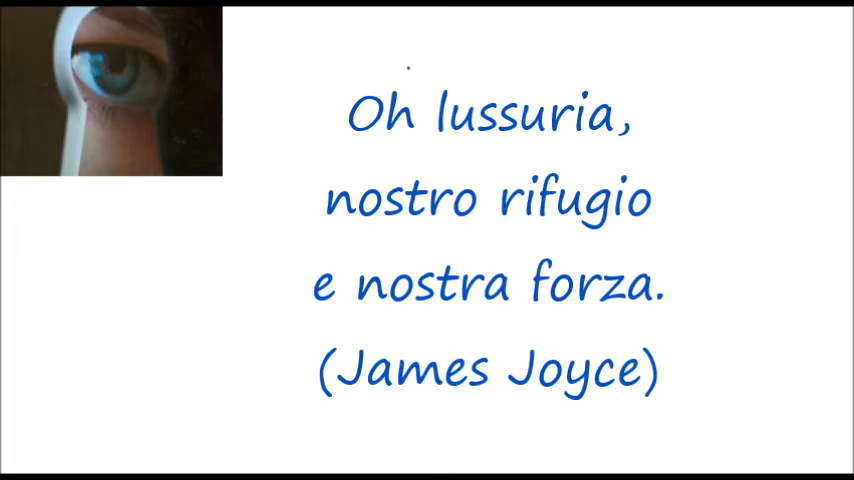 Oh lussuria,
nostro rifugio
e nostra forza.
(James Joyce)